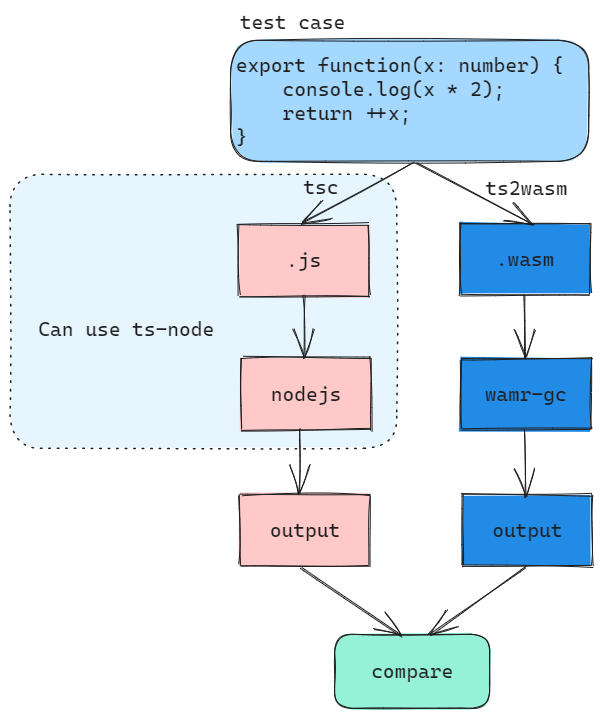 test case
export function(x: number) {
    console.log(x * 2);
    return ++x;
}
tsc
ts2wasm
.js
.wasm
Can use ts-node
nodejs
wamr-gc
output
output
compare